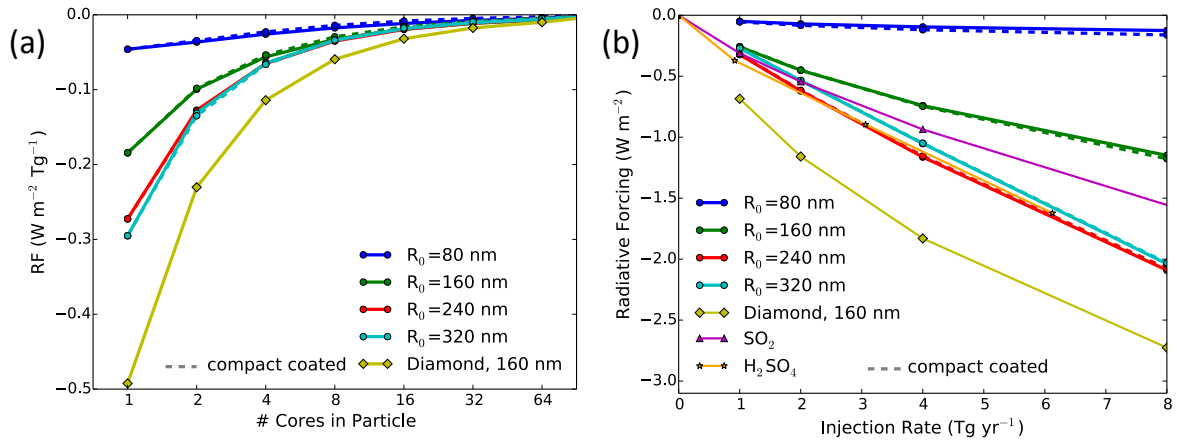 (a)
0.0
−0.1
−0.2
−0.3
−0.4
−0.5
RF (W m⁻² Tg⁻¹)
R₀=80 nm
R₀=160 nm
R₀=240 nm
R₀=320 nm
compact coated
Diamond, 160 nm
1 2 4 8 16 32 64
# Cores in Particle
(b)
0.0
−0.5
−1.0
−1.5
−2.0
−2.5
−3.0
Radiative Forcing (W m⁻²)
R₀=80 nm
R₀=160 nm
R₀=240 nm
R₀=320 nm
Diamond, 160 nm
SO₂
H₂SO₄
compact coated
0 1 2 3 4 5 6 7 8
Injection Rate (Tg yr⁻¹)